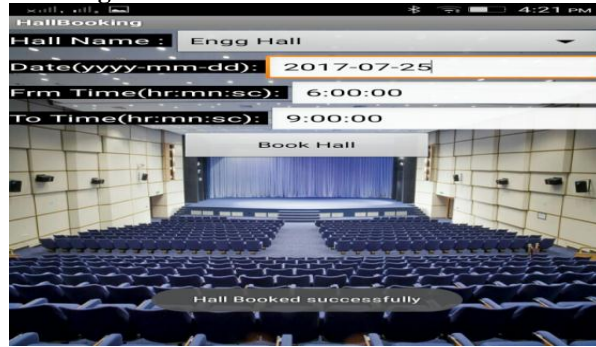 4:21 PM
HallBooking
Hall Name : Engg Hall
Date(yyyy-mm-dd): 2017-07-25
Frm Time(hr:mn:sc): 6:00:00
To Time(hr:mn:sc): 9:00:00
Book Hall
Hall Booked successfully